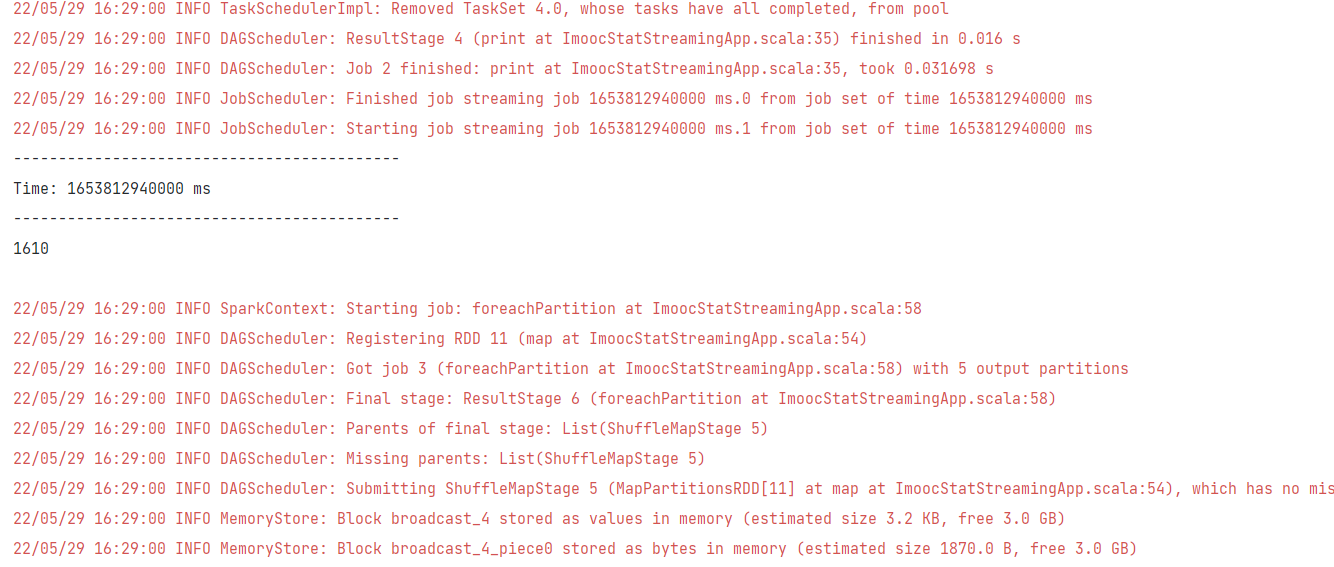 22/05/29 16:29:00 INFO TaskSchedulerImpl: Removed TaskSet 4.0, whose tasks have all completed, from pool
22/05/29 16:29:00 INFO DAGScheduler: ResultStage 4 (print at ImoocStatStreamingApp.scala:35) finished in 0.016 s
22/05/29 16:29:00 INFO DAGScheduler: Job 2 finished: print at ImoocStatStreamingApp.scala:35, took 0.031698 s
22/05/29 16:29:00 INFO JobScheduler: Finished job streaming job 1653812940000 ms.0 from job set of time 1653812940000 ms
22/05/29 16:29:00 INFO JobScheduler: Starting job streaming job 1653812940000 ms.1 from job set of time 1653812940000 ms
-------------------------------------------
Time: 1653812940000 ms
-------------------------------------------
1610
22/05/29 16:29:00 INFO SparkContext: Starting job: foreachPartition at ImoocStatStreamingApp.scala:58
22/05/29 16:29:00 INFO DAGScheduler: Registering RDD 11 (map at ImoocStatStreamingApp.scala:54)
22/05/29 16:29:00 INFO DAGScheduler: Got job 3 (foreachPartition at ImoocStatStreamingApp.scala:58) with 5 output partitions
22/05/29 16:29:00 INFO DAGScheduler: Final stage: ResultStage 6 (foreachPartition at ImoocStatStreamingApp.scala:58)
22/05/29 16:29:00 INFO DAGScheduler: Parents of final stage: List(ShuffleMapStage 5)
22/05/29 16:29:00 INFO DAGScheduler: Missing parents: List(ShuffleMapStage 5)
22/05/29 16:29:00 INFO DAGScheduler: Submitting ShuffleMapStage 5 (MapPartitionsRDD[11] at map at ImoocStatStreamingApp.scala:54), which has no mis
22/05/29 16:29:00 INFO MemoryStore: Block broadcast_4 stored as values in memory (estimated size 3.2 KB, free 3.0 GB)
22/05/29 16:29:00 INFO MemoryStore: Block broadcast_4_piece0 stored as bytes in memory (estimated size 1870.0 B, free 3.0 GB)